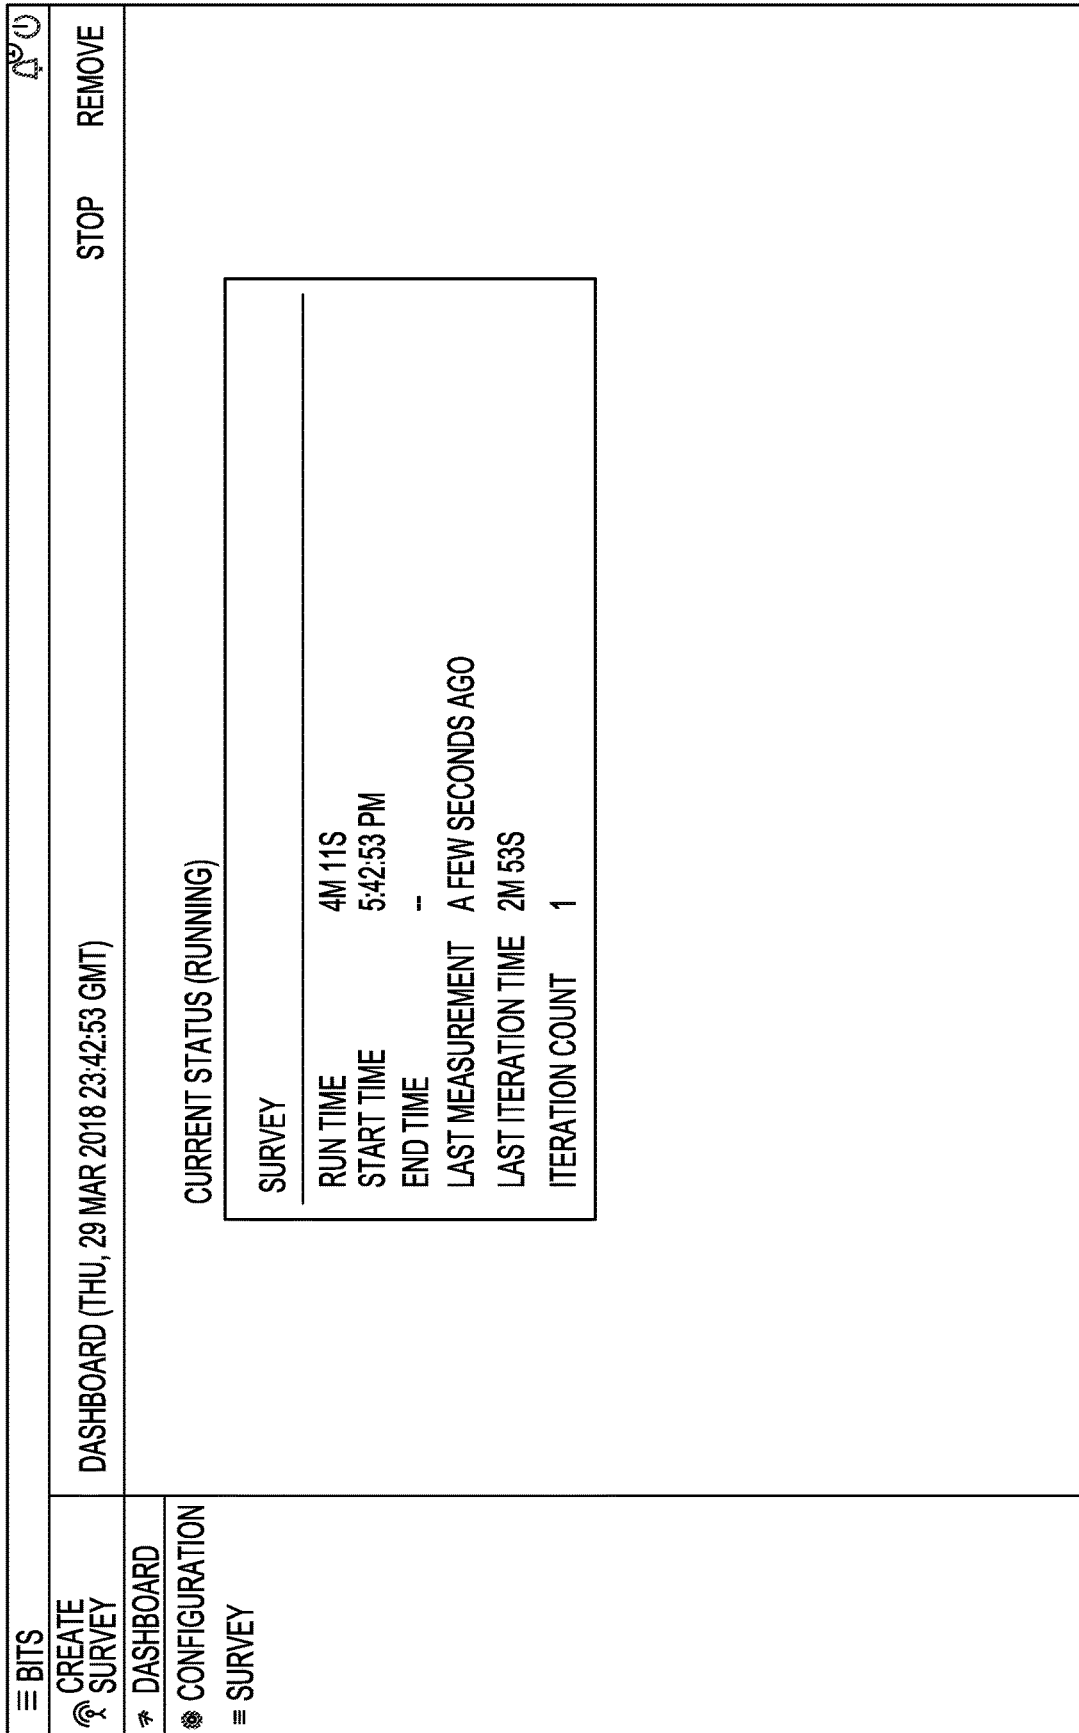 BITS
CREATE
SURVEY
DASHBOARD (THU, 29 MAR 2018 23:42:53 GMT)
STOP
REMOVE
DASHBOARD
CONFIGURATION
SURVEY
CURRENT STATUS (RUNNING)
SURVEY
RUN TIME 4M 11S
START TIME 5:42:53 PM
END TIME --
LAST MEASUREMENT A FEW SECONDS AGO
LAST ITERATION TIME 2M 53S
ITERATION COUNT 1